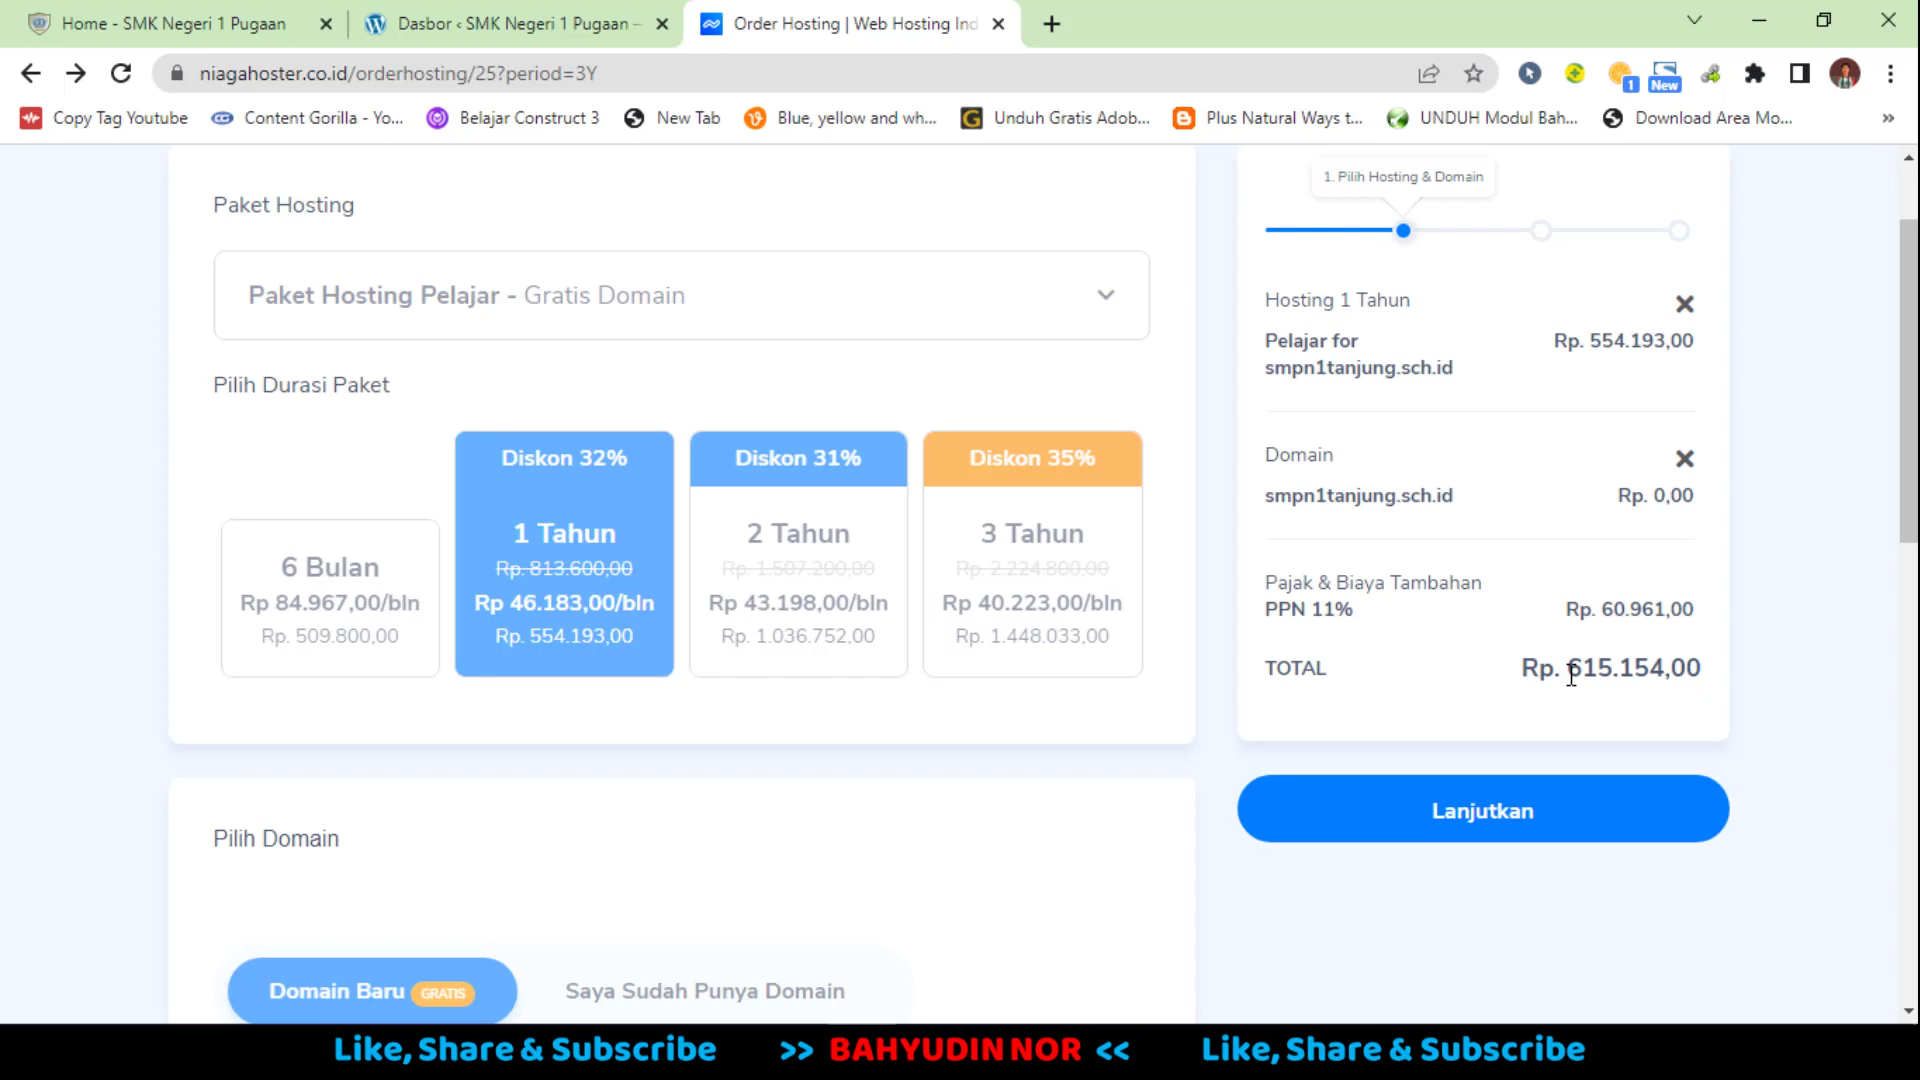 Home - SMK Negeri 1 Pugaan
Dasbor ‹ SMK Negeri 1 Pugaan —
Order Hosting | Web Hosting Ind
niagahoster.co.id/orderhosting/25?period=3Y
1
New
Copy Tag Youtube
Content Gorilla - Yo...
Belajar Construct 3
New Tab
Blue, yellow and wh...
Unduh Gratis Adob...
Plus Natural Ways t...
UNDUH Modul Bah...
Download Area Mo...
»
Paket Hosting
Paket Hosting Pelajar - Gratis Domain
Pilih Durasi Paket
6 Bulan
Rp 84.967,00/bln
Rp. 509.800,00
Diskon 32%
1 Tahun
Rp. 813.600,00
Rp 46.183,00/bln
Rp. 554.193,00
Diskon 31%
2 Tahun
Rp. 1.507.200,00
Rp 43.198,00/bln
Rp. 1.036.752,00
Diskon 35%
3 Tahun
Rp. 2.224.800,00
Rp 40.223,00/bln
Rp. 1.448.033,00
Pilih Domain
Domain Baru GRATIS
Saya Sudah Punya Domain
1. Pilih Hosting & Domain
Hosting 1 Tahun
Pelajar for Rp. 554.193,00
smpn1tanjung.sch.id
Domain
smpn1tanjung.sch.id Rp. 0,00
Pajak & Biaya Tambahan
PPN 11% Rp. 60.961,00
TOTAL Rp. 615.154,00
Lanjutkan
Like, Share & Subscribe >> BAHYUDIN NOR << Like, Share & Subscribe